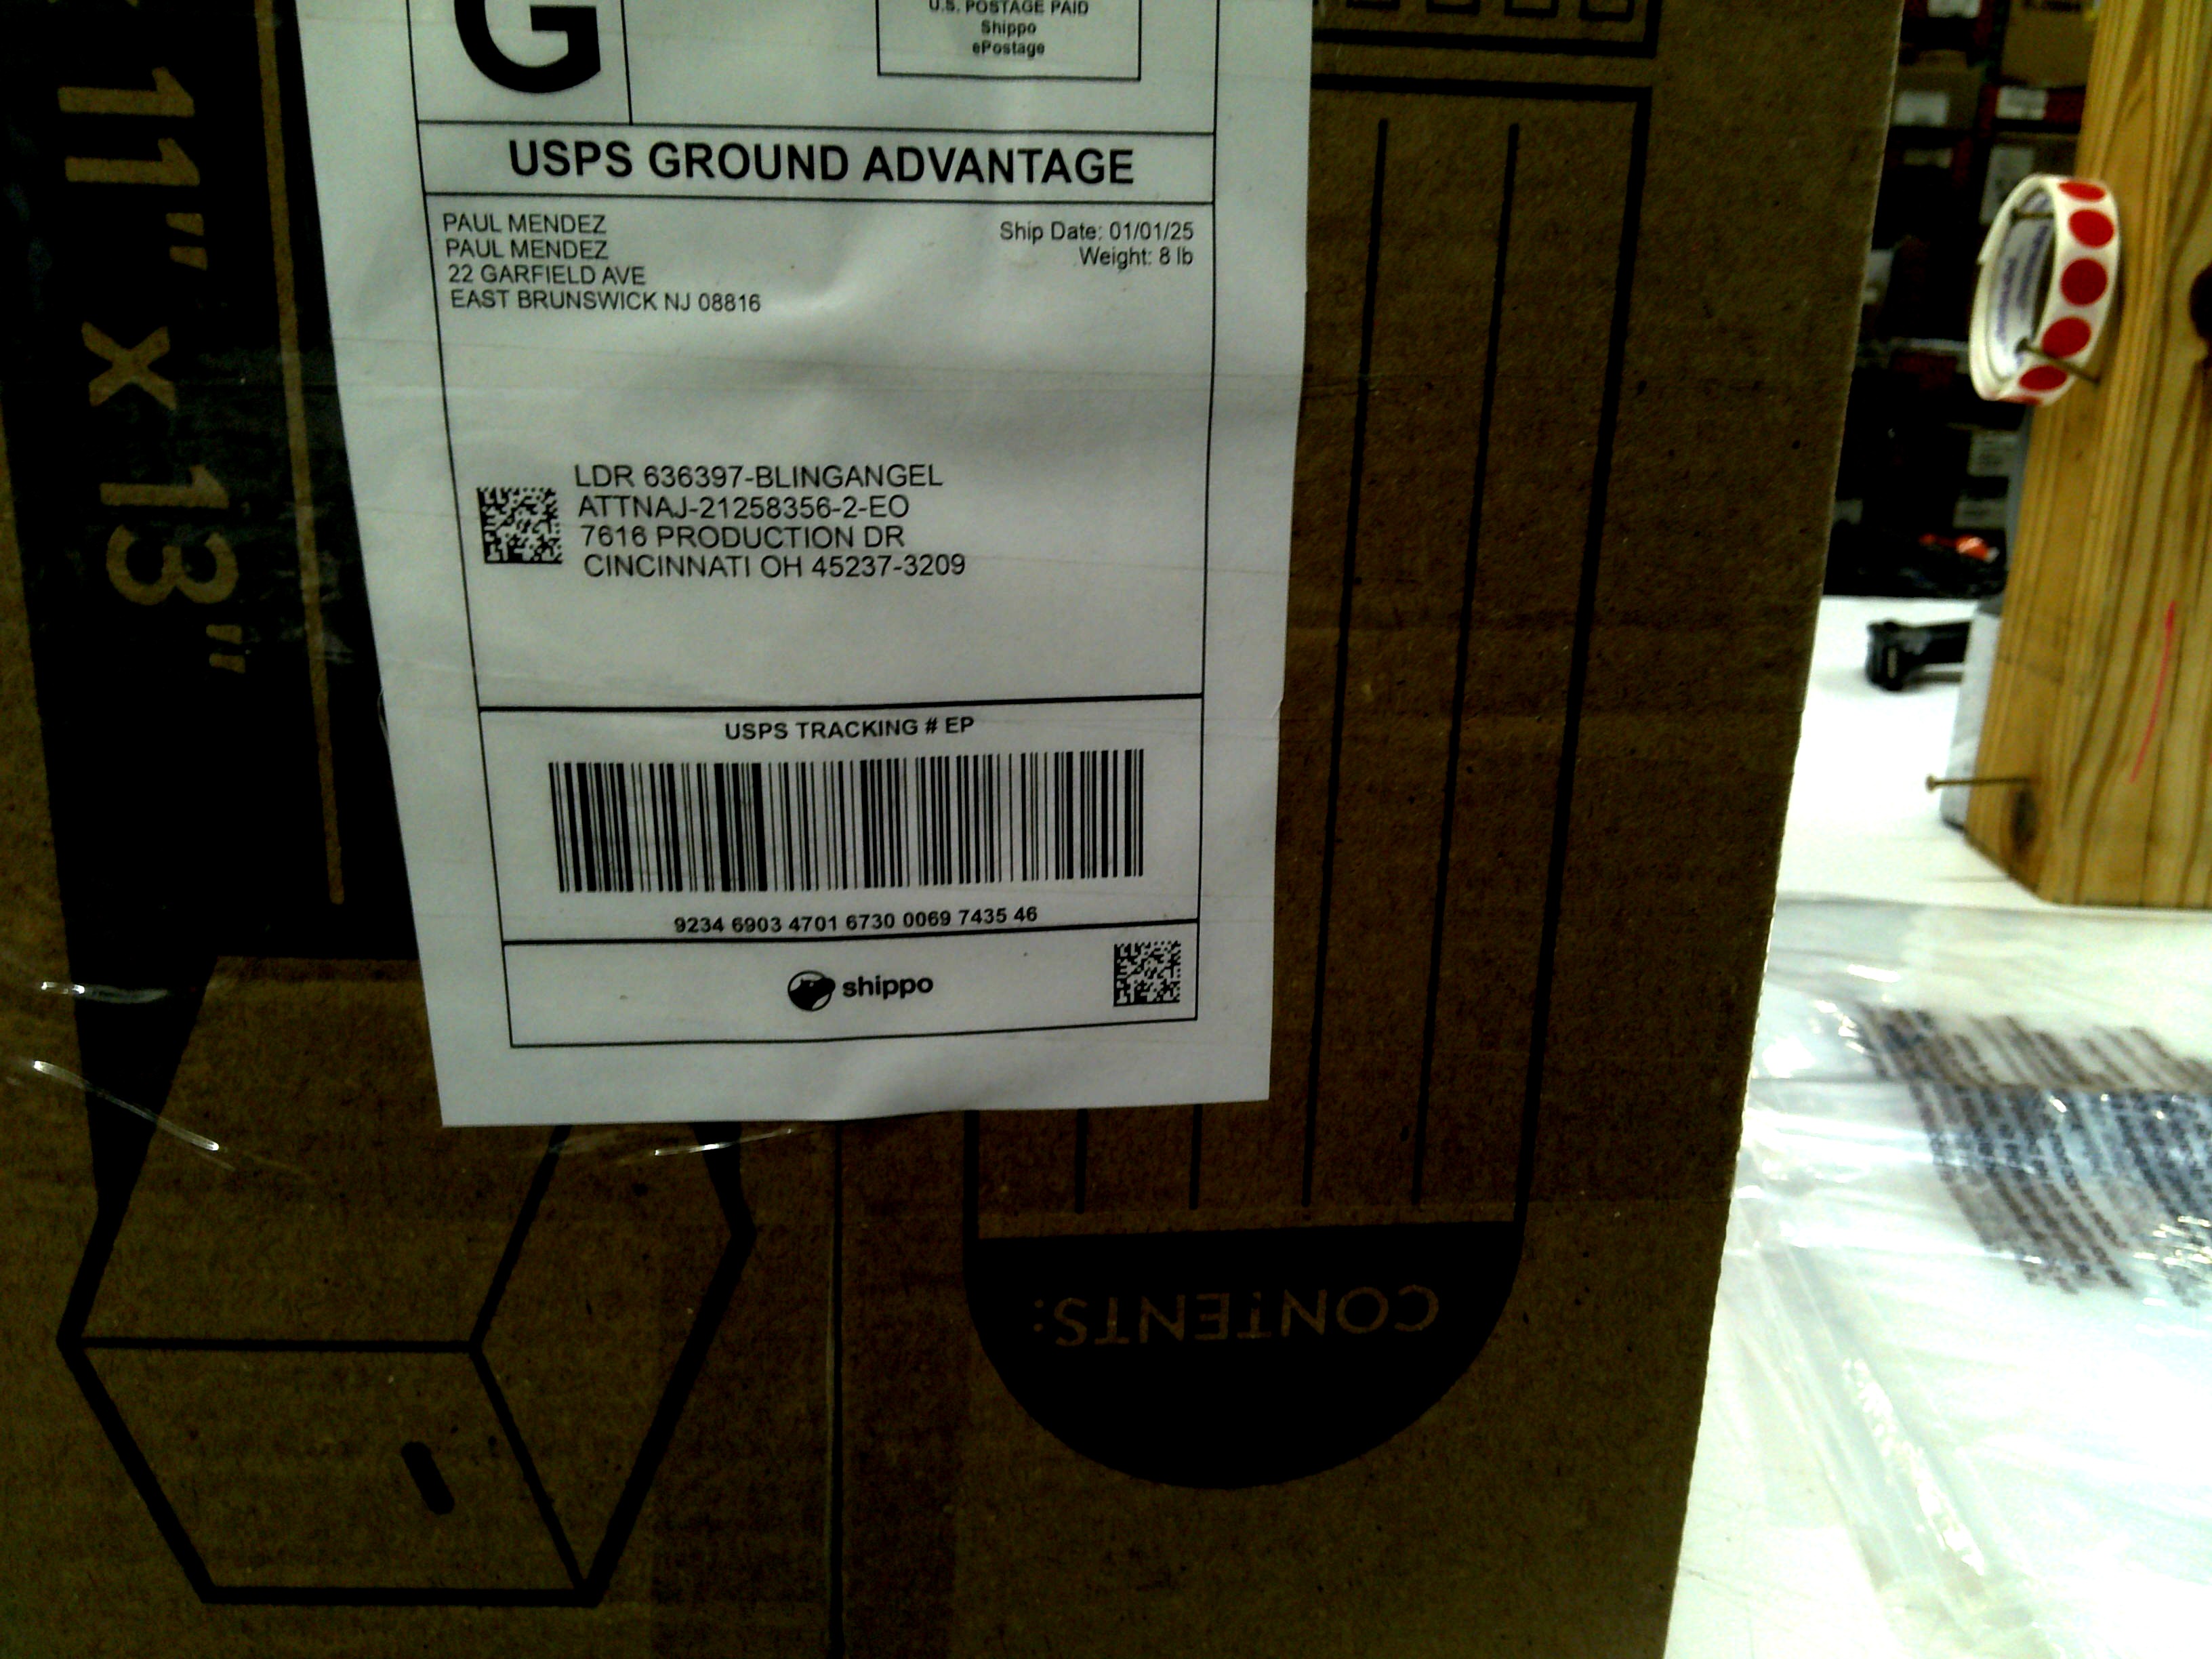 G
U.S. POSTAGE PAID
Shippo
ePostage
USPS GROUND ADVANTAGE
PAUL MENDEZ
PAUL MENDEZ
22 GARFIELD AVE
EAST BRUNSWICK NJ 08816
Ship Date: 01/01/25
Weight: 8 lb
LDR 636397-BLINGANGEL
ATTNAJ-21258356-2-EO
7616 PRODUCTION DR
CINCINNATI OH 45237-3209
USPS TRACKING # EP
9234 6903 4701 6730 0069 7435 46
shippo
11" x 13"
CONTENTS: